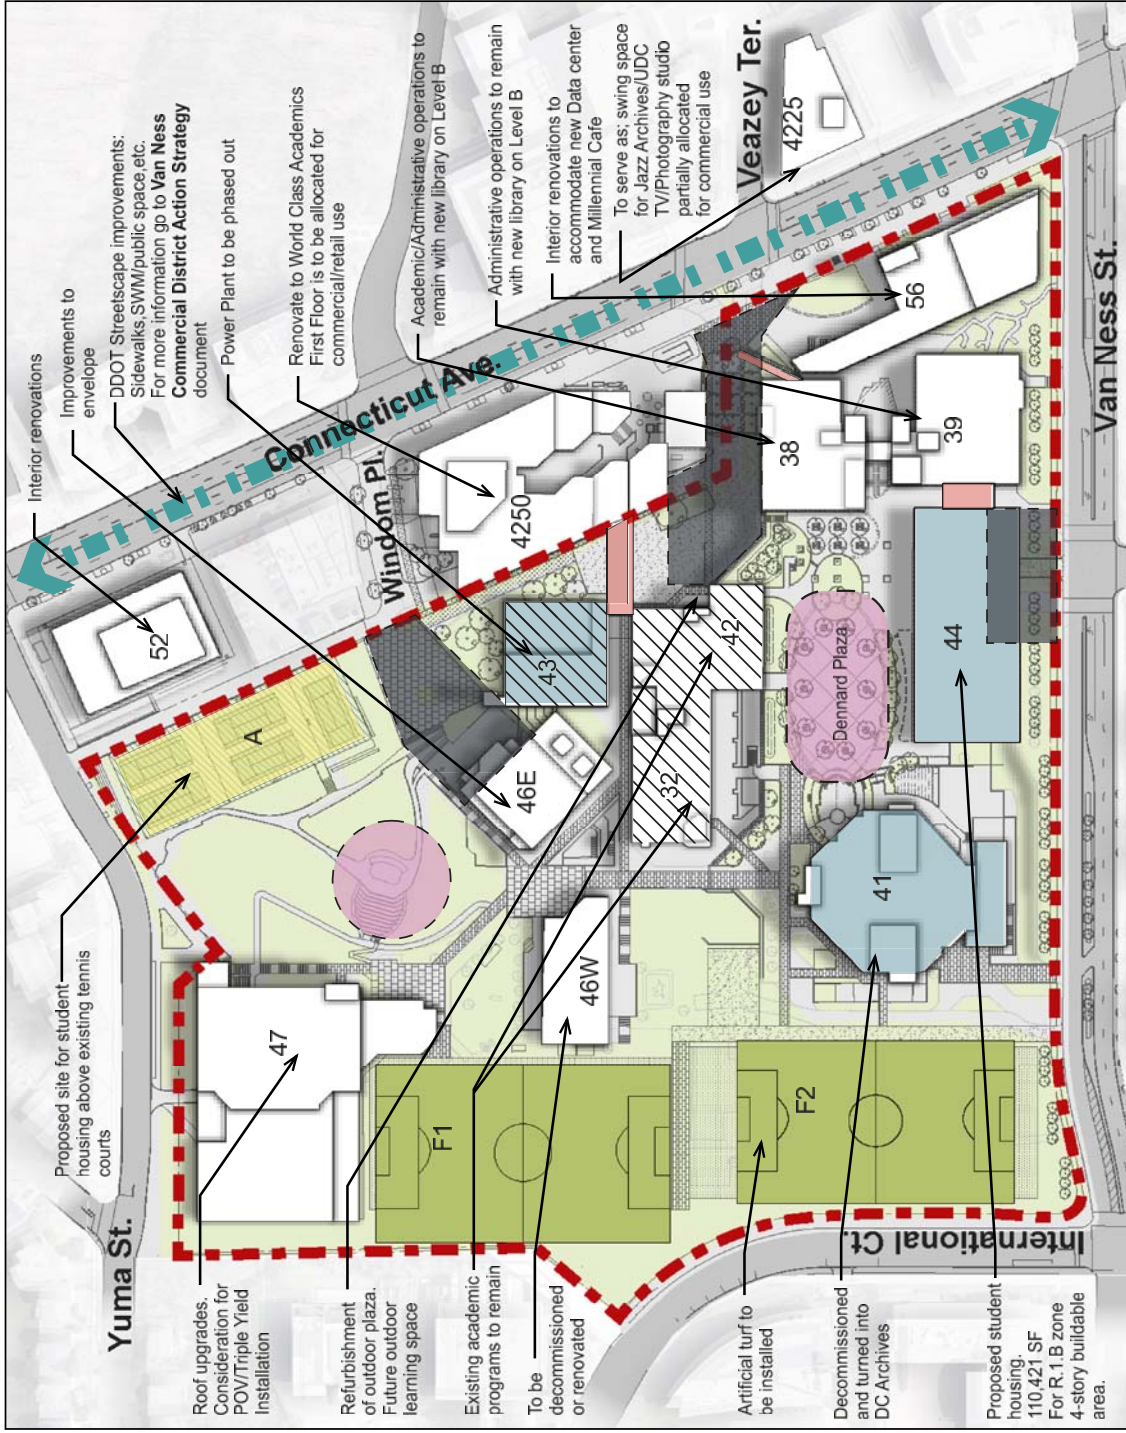 Interior renovations
Improvements to
envelope
DDOT Streetscape improvements:
Sidewalks,SWM/public space,etc.
For more information go to Van Ness
Commercial District Action Strategy
document
Power Plant to be phased out
Renovate to World Class Academics
First Floor is to be allocated for
commercial/retail use
Academic/Administrative operations to
remain with new library on Level B
Administrative operations to remain
with new library on Level B
Interior renovations to
accommodate new Data center
and Millennial Cafe
To serve as; swing space
for Jazz Archives/UDC
TV/Photography studio
partially allocated
for commercial use
Veazey Ter.
4225
Connecticut Ave.
Windom Pl.
52
4250
56
38
39
Van Ness St.
Proposed site for student
housing above existing tennis
courts
A
43
42
32
46E
Dennard Plaza
44
47
46W
41
F1
F2
Yuma St.
International Ct.
Roof upgrades.
Consideration for
POV/Triple Yield
Installation
Refurbishment
of outdoor plaza.
Future outdoor
learning space
Existing academic
programs to remain
To be
decommissioned
or renovated
Artificial turf to
be installed
Decommissioned
and turned into
DC Archives
Proposed student
housing.
110,421 SF
For R.1.B zone
4-story buildable
area.